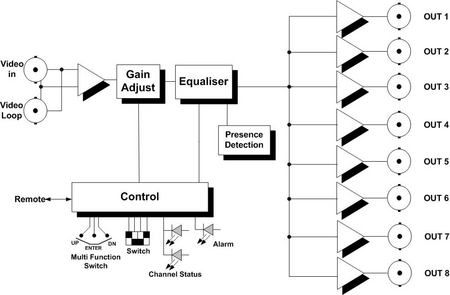 Video
in
Video
Loop
Gain
Adjust
Equaliser
Presence
Detection
Control
Remote
UP
ENTER
DN
Multi Function
Switch
Switch
Channel Status
Alarm
OUT 1
OUT 2
OUT 3
OUT 4
OUT 5
OUT 6
OUT 7
OUT 8